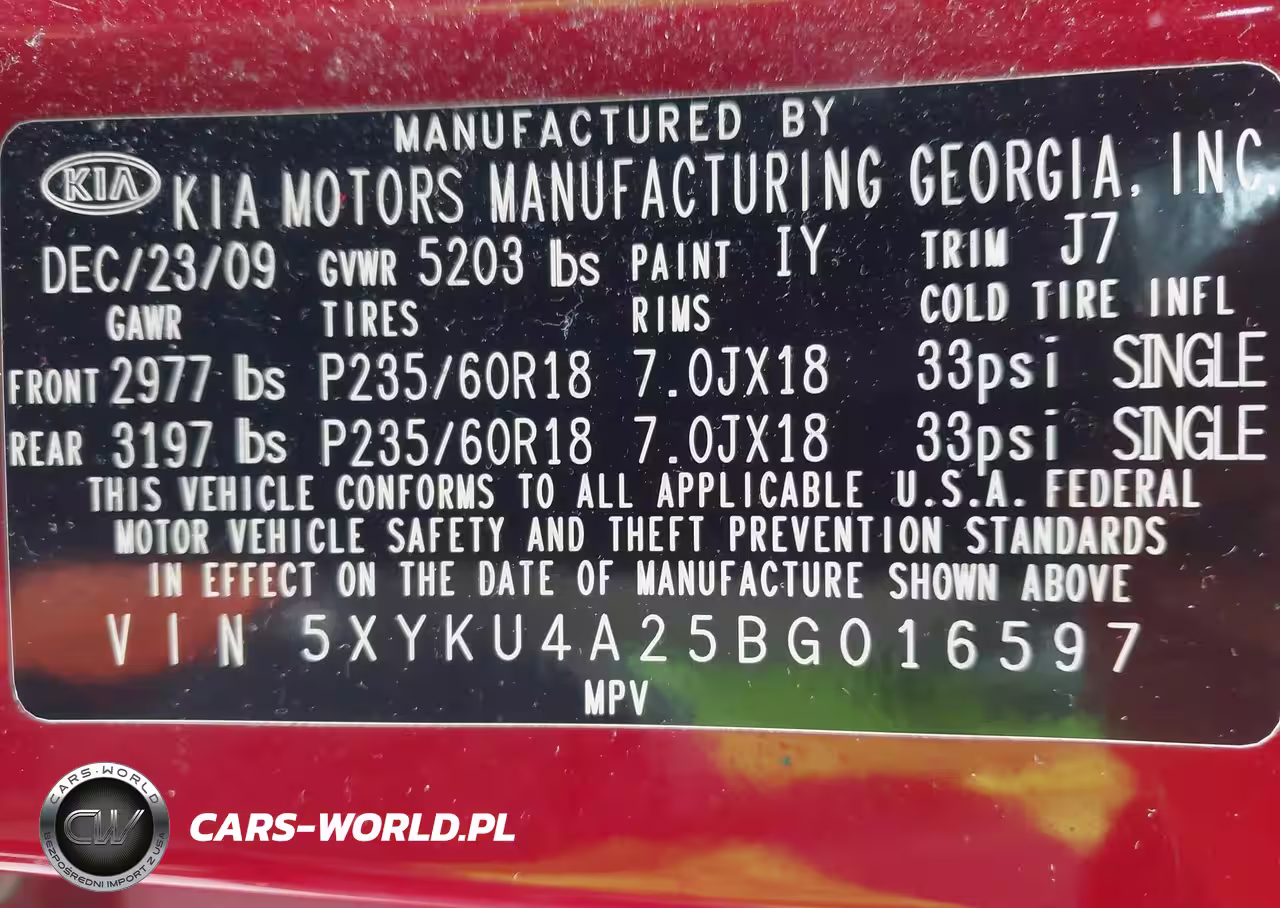 MANUFACTURED BY
KIA KIA MOTORS MANUFACTURING GEORGIA, INC.
DEC/23/09 GVWR 5203 lbs PAINT IY TRIM J7
GAWR TIRES RIMS COLD TIRE INFL
FRONT 2977 lbs P235/60R18 7.0JX18 33psi SINGLE
REAR 3197 lbs P235/60R18 7.0JX18 33psi SINGLE
THIS VEHICLE CONFORMS TO ALL APPLICABLE U.S.A. FEDERAL
MOTOR VEHICLE SAFETY AND THEFT PREVENTION STANDARDS
IN EFFECT ON THE DATE OF MANUFACTURE SHOWN ABOVE
VIN 5XYKU4A25BG016597
MPV
CARS-WORLD
CW
BEZPOŚREDNI IMPORT Z USA
CARS-WORLD.PL